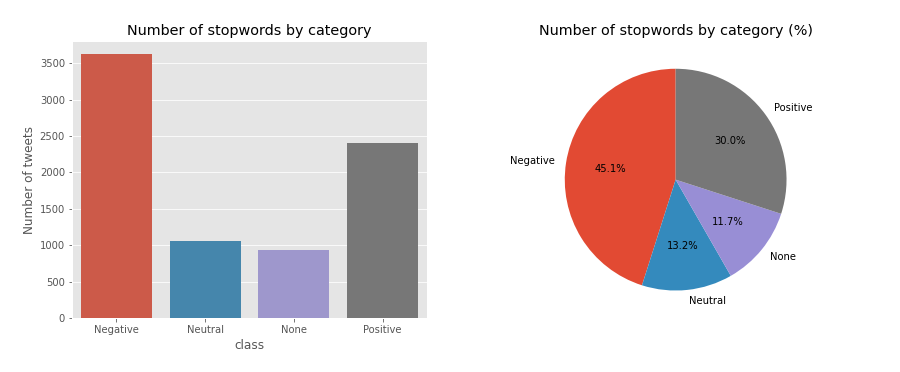 Number of stopwords by category
3500
3000
2500
2000
1500
1000
500
0
Number of tweets
Negative
Neutral
None
Positive
class
Number of stopwords by category (%)
Positive
30.0%
Negative
45.1%
11.7%
13.2%
None
Neutral